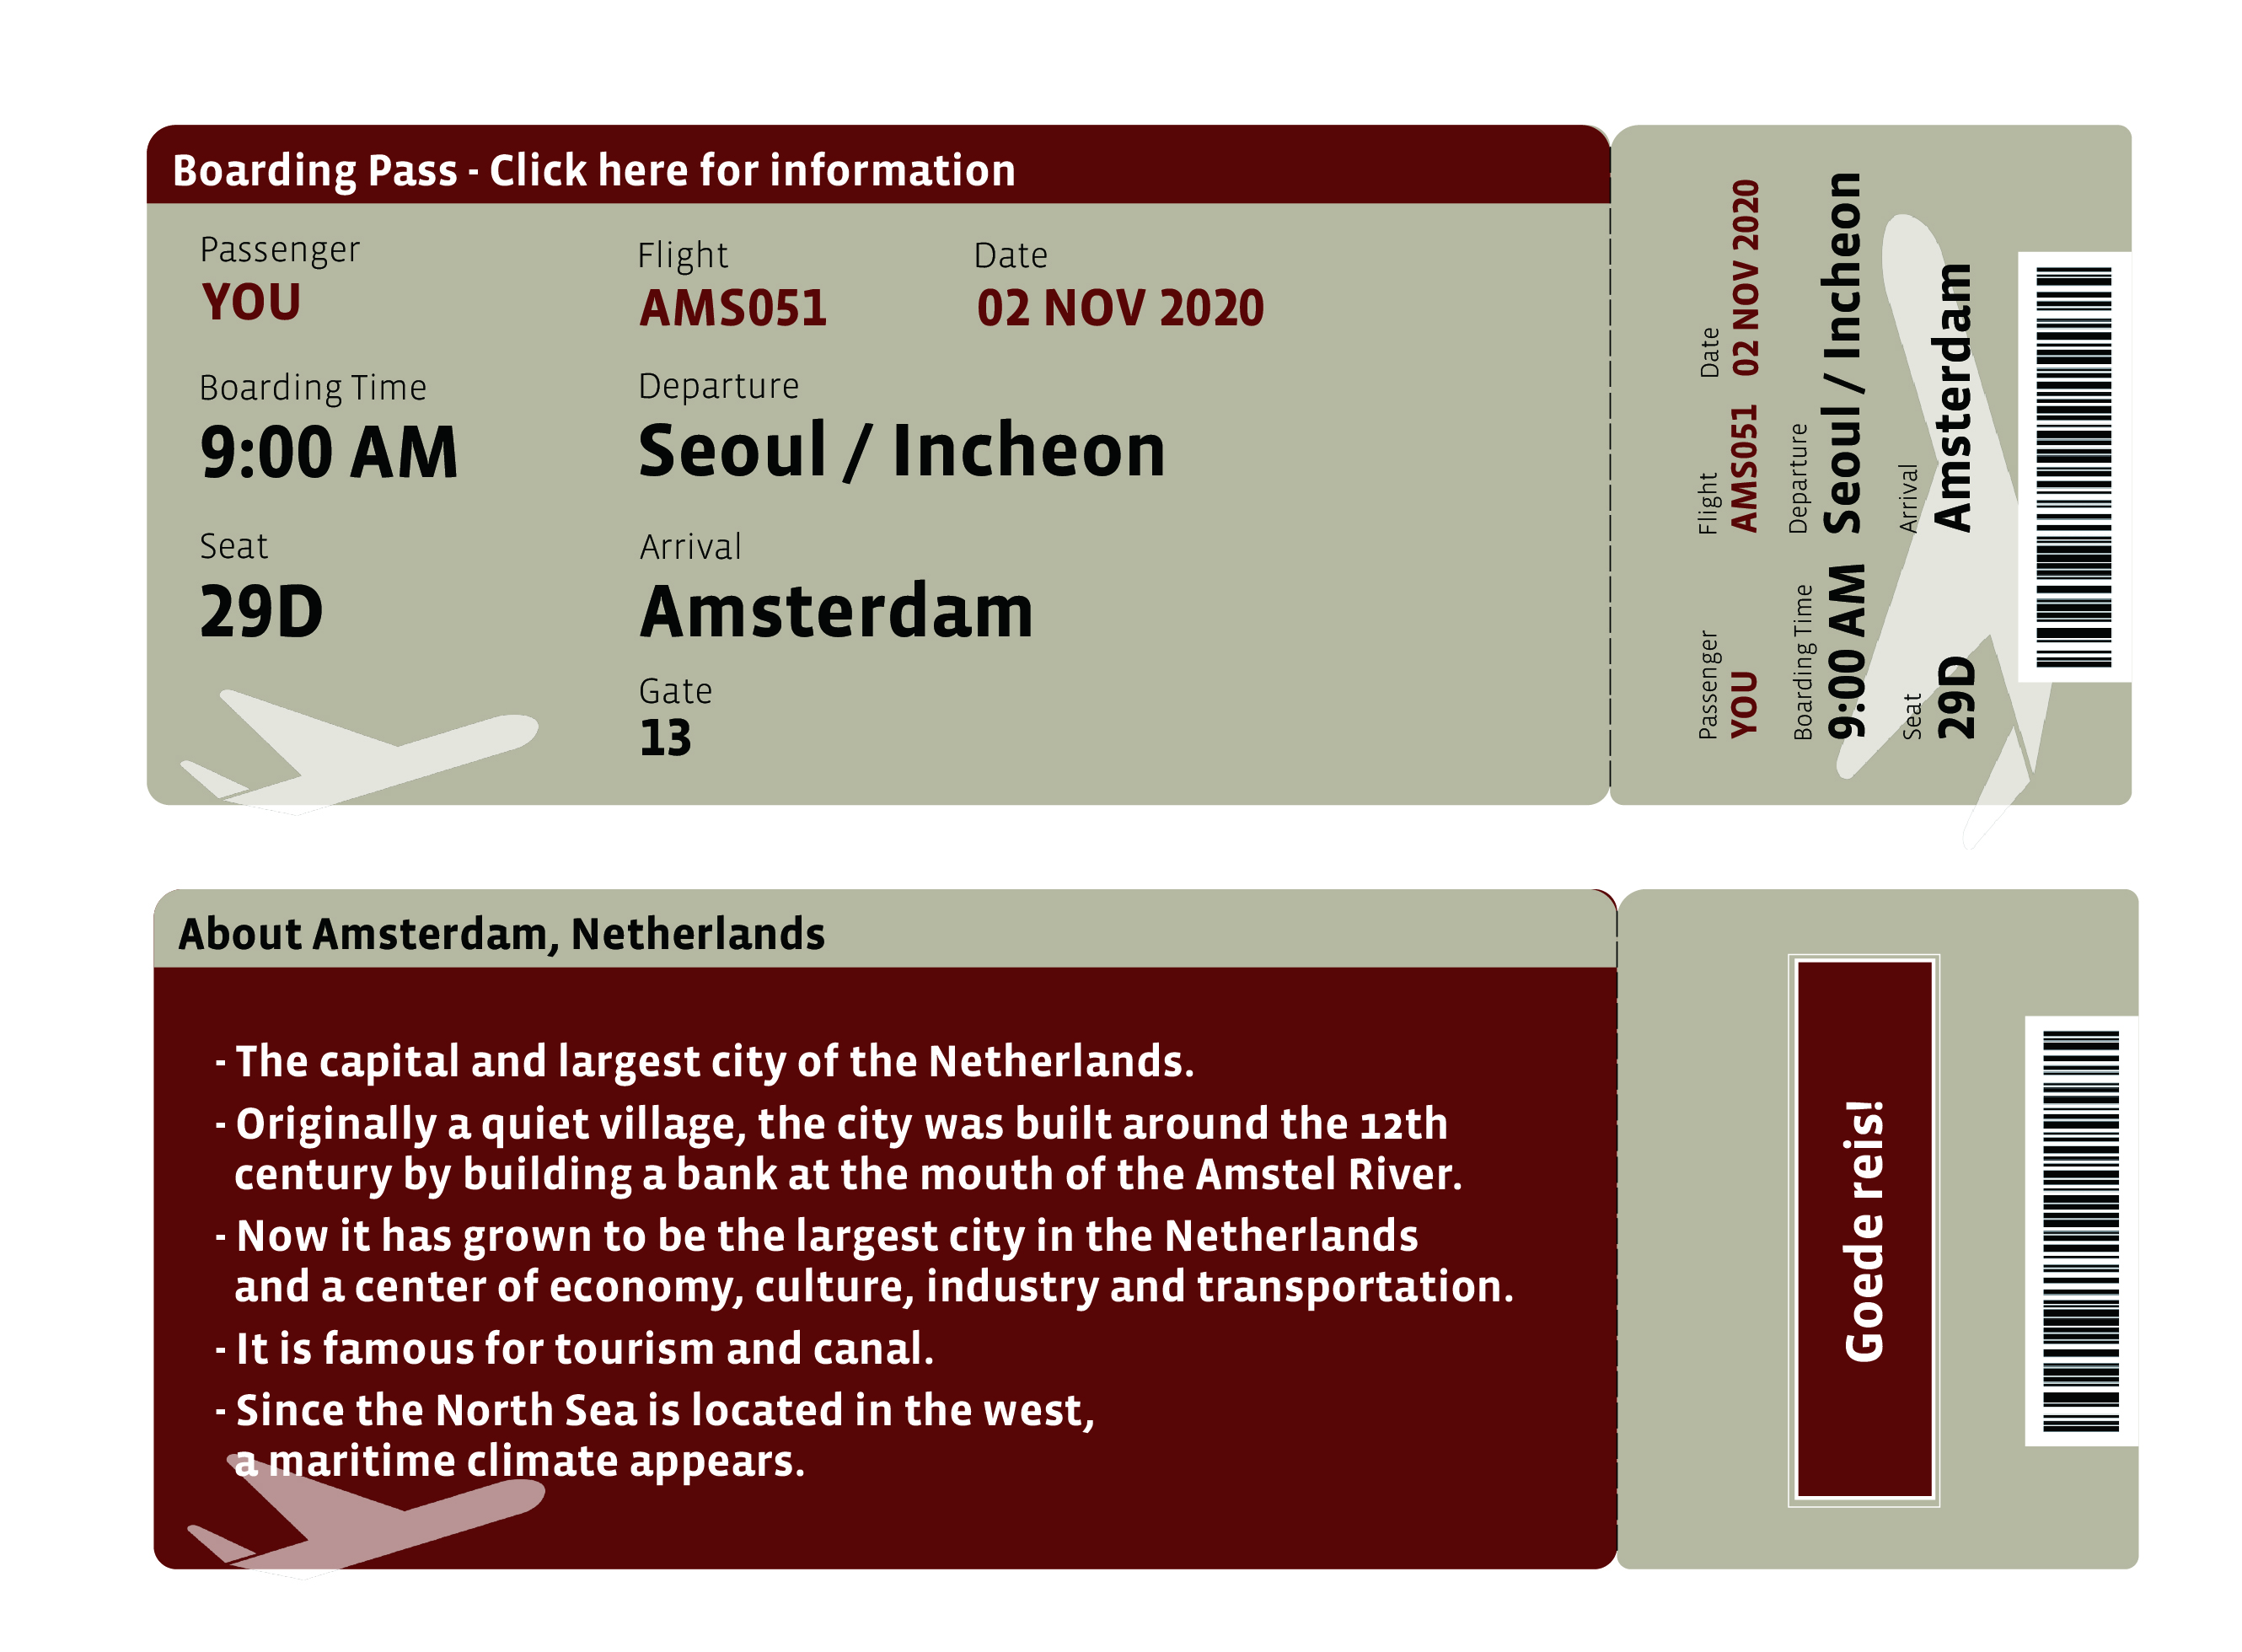 Boarding Pass - Click here for information
Passenger
YOU
Flight
AMS051
Date
02 NOV 2020
Boarding Time
9:00 AM
Departure
Seoul / Incheon
Seat
29D
Arrival
Amsterdam
Gate
13
Passenger
YOU
Flight
AMS051
Date
02 NOV 2020
Boarding Time
9:00 AM
Departure
Seoul / Incheon
Seat
29D
Arrival
Amsterdam
About Amsterdam, Netherlands
- The capital and largest city of the Netherlands.
- Originally a quiet village, the city was built around the 12th
century by building a bank at the mouth of the Amstel River.
- Now it has grown to be the largest city in the Netherlands
and a center of economy, culture, industry and transportation.
- It is famous for tourism and canal.
- Since the North Sea is located in the west,
a maritime climate appears.
Goede reis!